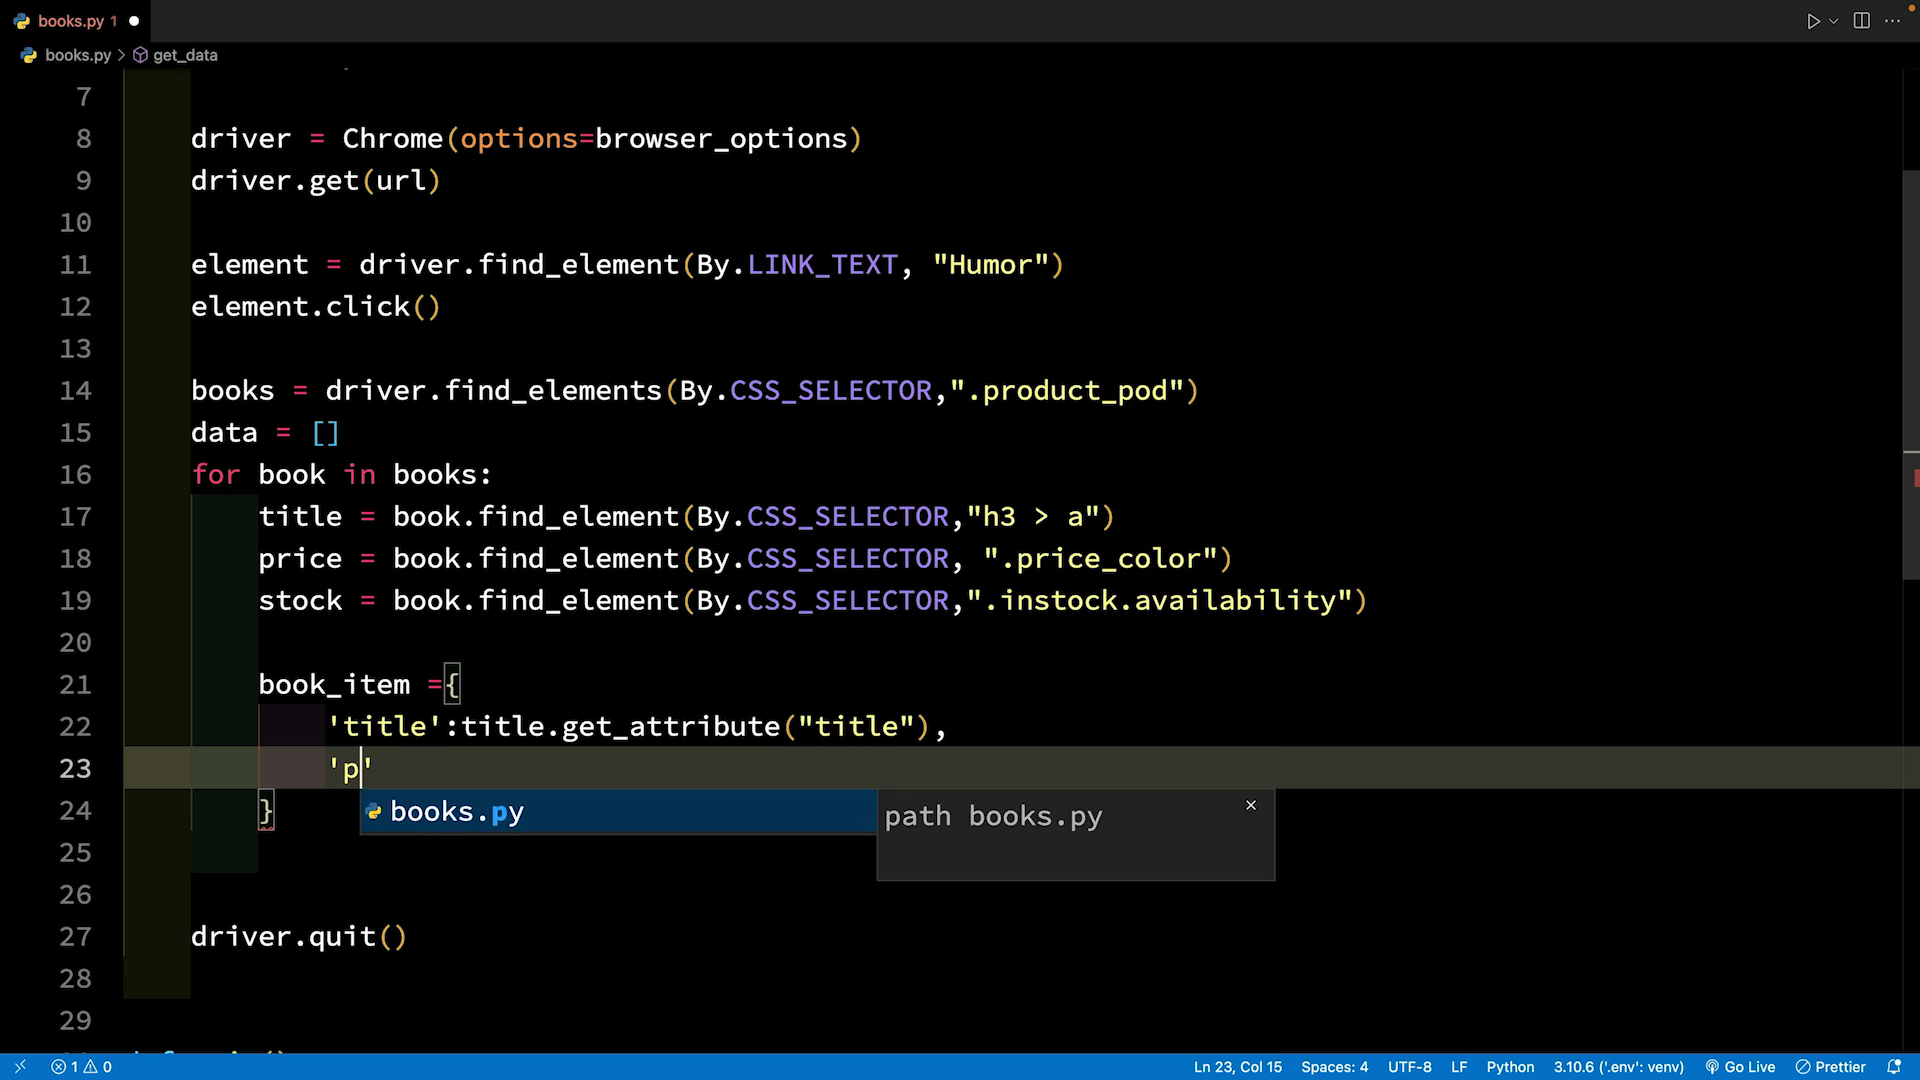 books.py 1
books.py > get_data
7
8 driver = Chrome(options=browser_options)
9 driver.get(url)
10
11 element = driver.find_element(By.LINK_TEXT, "Humor")
12 element.click()
13
14 books = driver.find_elements(By.CSS_SELECTOR,".product_pod")
15 data = []
16 for book in books:
17 title = book.find_element(By.CSS_SELECTOR,"h3 > a")
18 price = book.find_element(By.CSS_SELECTOR, ".price_color")
19 stock = book.find_element(By.CSS_SELECTOR,".instock.availability")
20
21 book_item ={
22 'title':title.get_attribute("title"),
23 'p'
24 }
books.py
path books.py
25
26
27 driver.quit()
28
29
1 0 Ln 23, Col 15 Spaces: 4 UTF-8 LF Python 3.10.6 ('.env': venv) Go Live Prettier